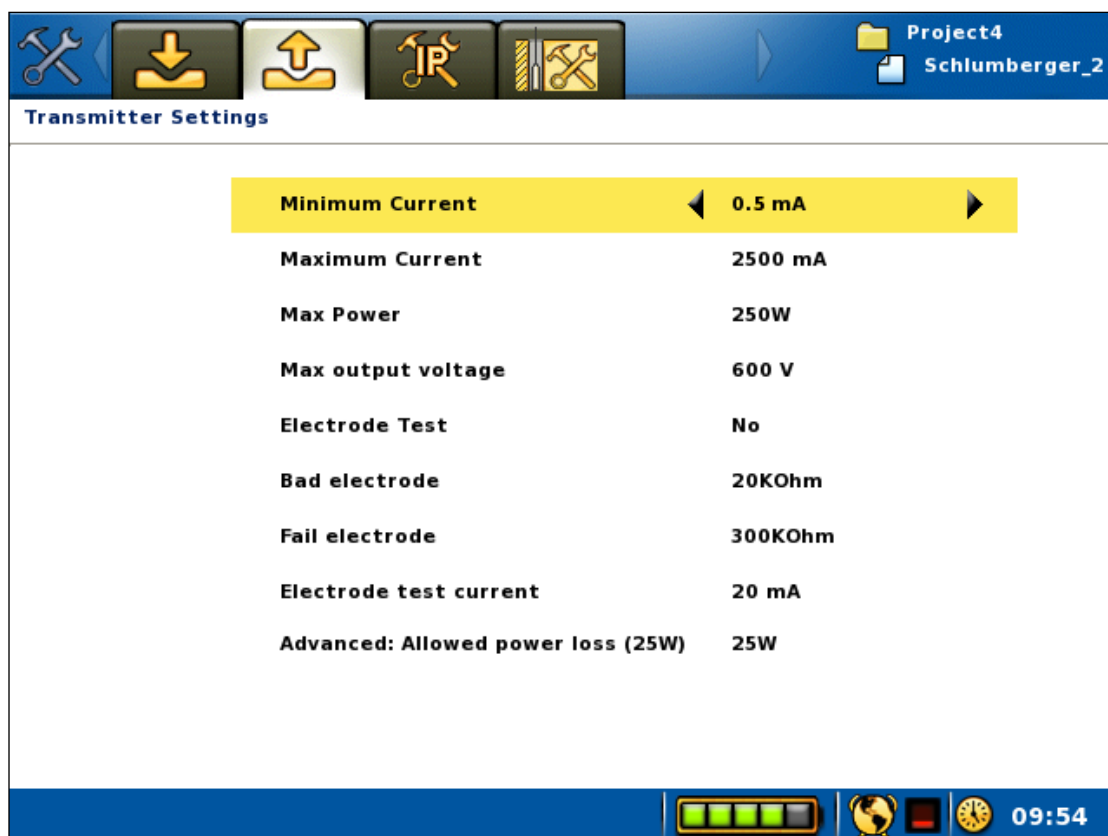 IR
Project4
Schlumberger_2
Transmitter Settings
Minimum Current 0.5 mA
Maximum Current 2500 mA
Max Power 250W
Max output voltage 600 V
Electrode Test No
Bad electrode 20KOhm
Fail electrode 300KOhm
Electrode test current 20 mA
Advanced: Allowed power loss (25W) 25W
09:54